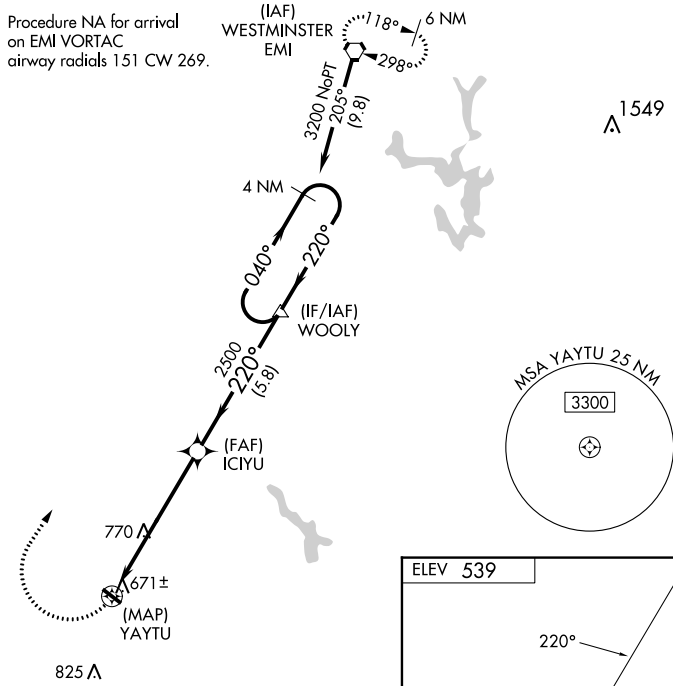 Procedure NA for arrival
on EMI VORTAC
airway radials 151 CW 269.
(IAF)
WESTMINSTER
EMI
118°
6 NM
298°
3200 NoPT
205°
(9.8)
1549
4 NM
040°
220°
(IF/IAF)
WOOLY
2500
220°
(5.8)
MSA YAYTU 25 NM
3300
(FAF)
ICIYU
770
671±
(MAP)
YAYTU
825
ELEV 539
220°